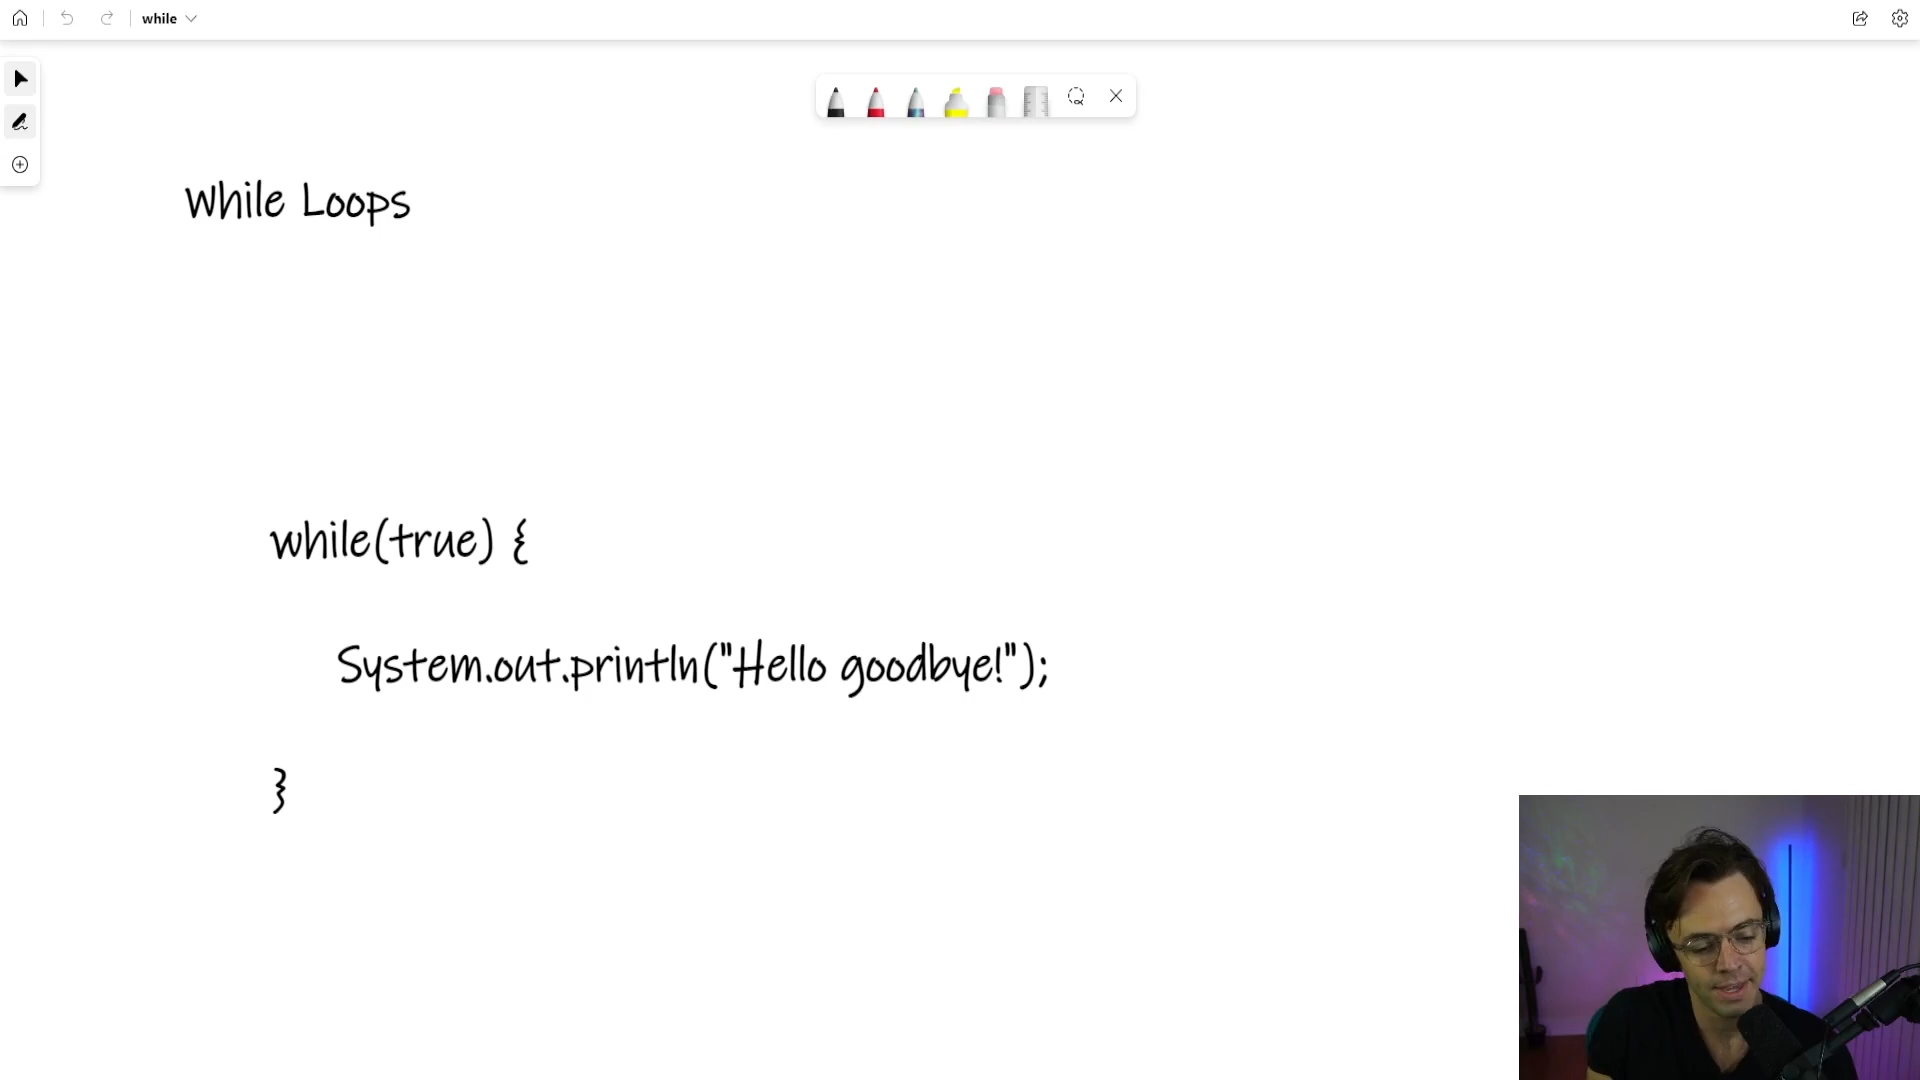 while
While Loops
while(true) {
System.out.println("Hello goodbye!");
}